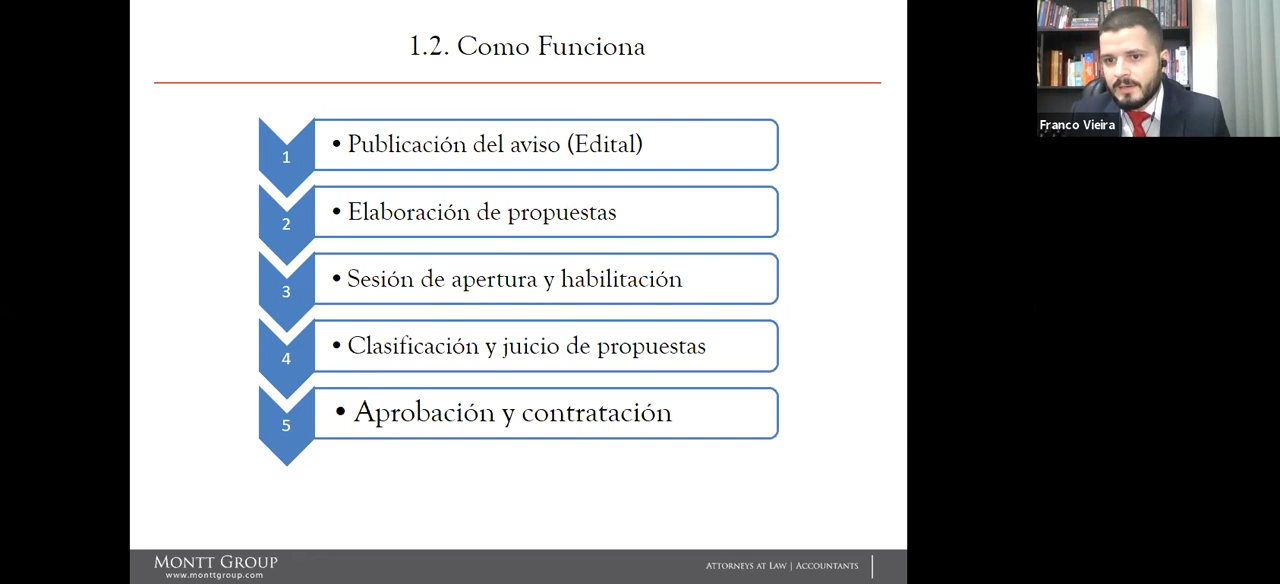 1.2. Como Funciona
1
• Publicación del aviso (Edital)
2
• Elaboración de propuestas
3
• Sesión de apertura y habilitación
4
• Clasificación y juicio de propuestas
5
• Aprobación y contratación
MONTT GROUP
www.monttgroup.com
ATTORNEYS AT LAW | ACCOUNTANTS
Franco Vieira